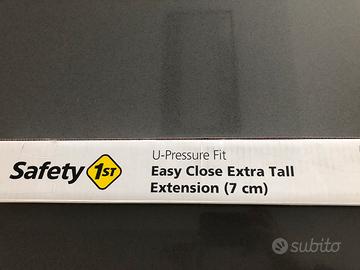 Safety 1ST
U-Pressure Fit
Easy Close Extra Tall
Extension (7 cm)
subito